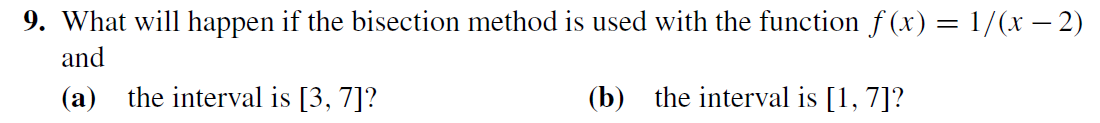 9. What will happen if the bisection method is used with the function f(x) = 1/(x − 2)
and
(a) the interval is [3, 7]? (b) the interval is [1, 7]?